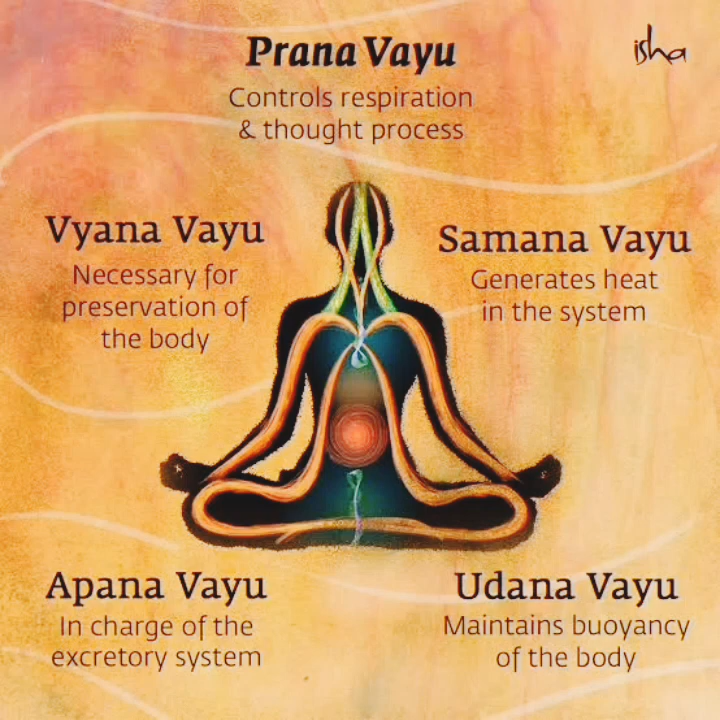 Prana Vayu
isha
Controls respiration
& thought process
Vyana Vayu
Necessary for
preservation of
the body
Samana Vayu
Generates heat
in the system
Apana Vayu
In charge of the
excretory system
Udana Vayu
Maintains buoyancy
of the body